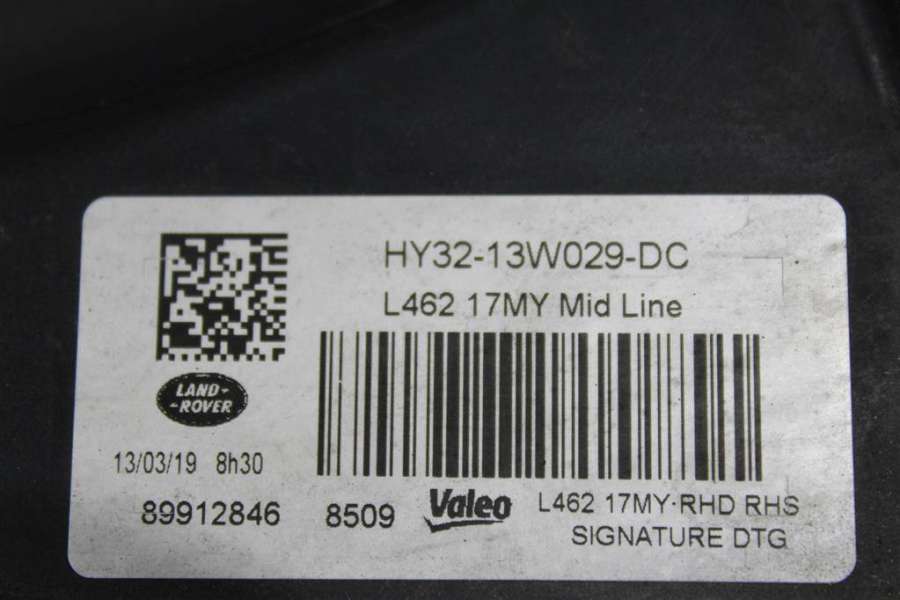 HY32-13W029-DC
L462 17MY Mid Line
LAND-
-ROVER
13/03/19 8h30
89912846
8509
Valeo
L462 17MY-RHD RHS
SIGNATURE DTG